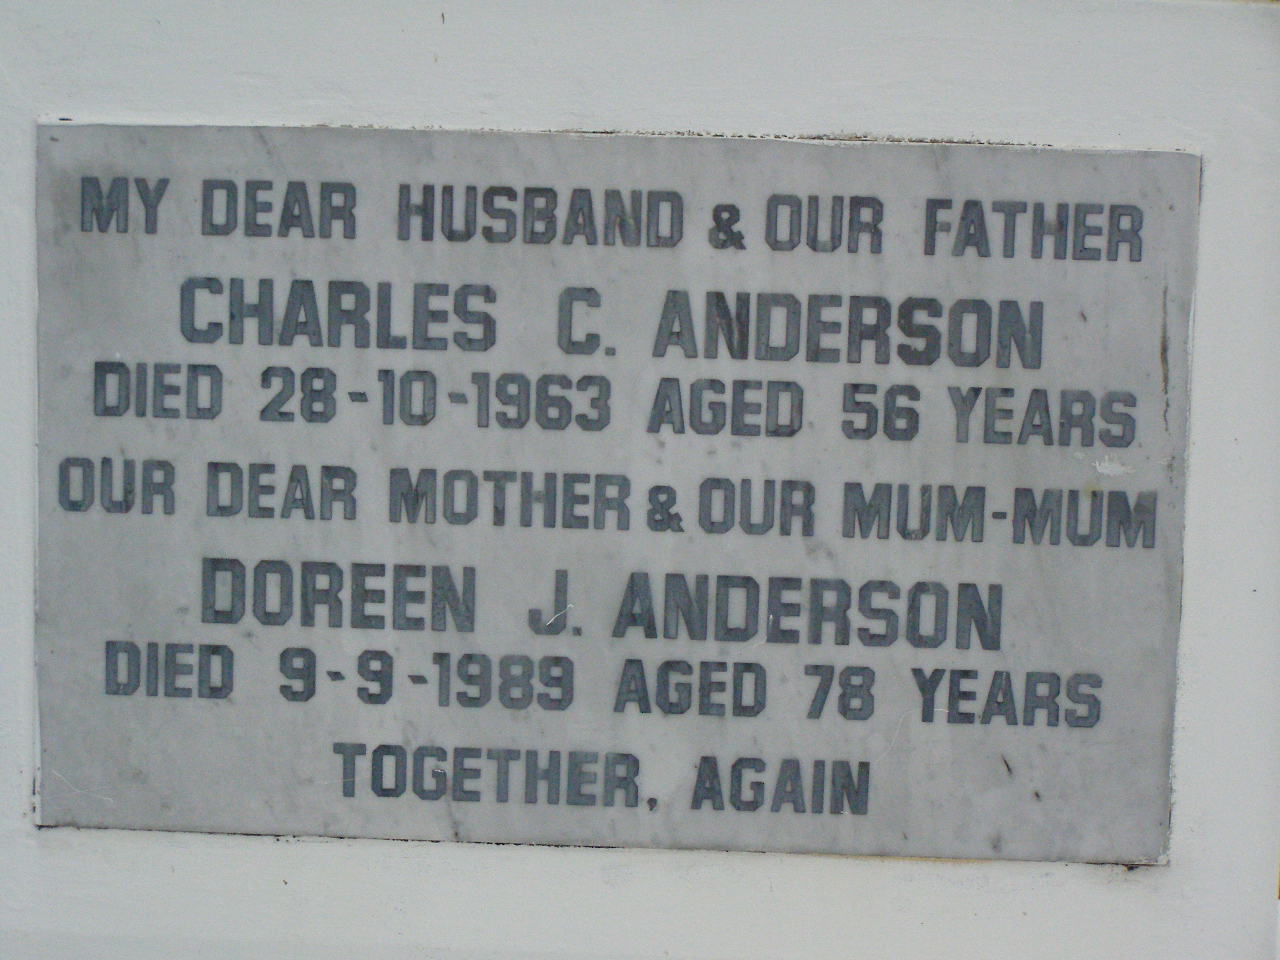 MY DEAR HUSBAND & OUR FATHER
CHARLES C. ANDERSON
DIED 28-10-1963 AGED 56 YEARS
OUR DEAR MOTHER & OUR MUM-MUM
DOREEN J. ANDERSON
DIED 9-9-1989 AGED 78 YEARS
TOGETHER, AGAIN